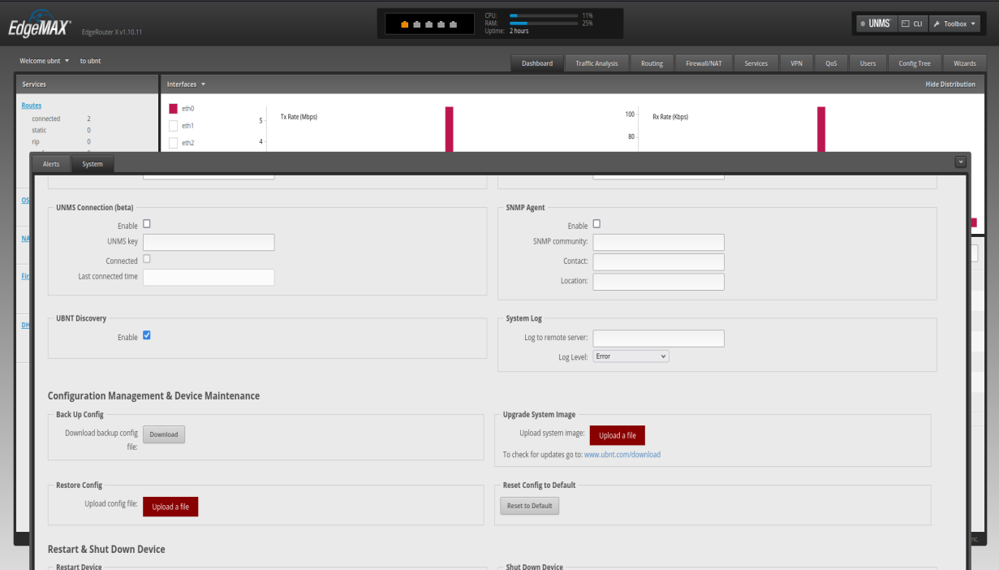 EdgeMAX
EdgeRouter X v1.10.11
CPU: 11%
RAM: 25%
Uptime: 2 hours
UNMS
CLI
Toolbox
Welcome ubnt
to ubnt
Dashboard
Traffic Analysis
Routing
Firewall/NAT
Services
VPN
QoS
Users
Config Tree
Wizards
Services
Interfaces
Hide Distribution
Routes
connected 2
static 0
rip 0
eth0
eth1
eth2
5
4
Tx Rate (Mbps)
100
80
Rx Rate (Kbps)
OS
NA
Fir
DH
Alerts
System
UNMS Connection (beta)
Enable
UNMS key
Connected
Last connected time
SNMP Agent
Enable
SNMP community:
Contact:
Location:
UBNT Discovery
Enable
System Log
Log to remote server:
Log Level: Error
Configuration Management & Device Maintenance
Back Up Config
Download backup config
file:
Download
Upgrade System Image
Upload system image: Upload a file
To check for updates go to: www.ubnt.com/download
Restore Config
Upload config file: Upload a file
Reset Config to Default
Reset to Default
nc.
Restart & Shut Down Device
Restart Device
Shut Down Device